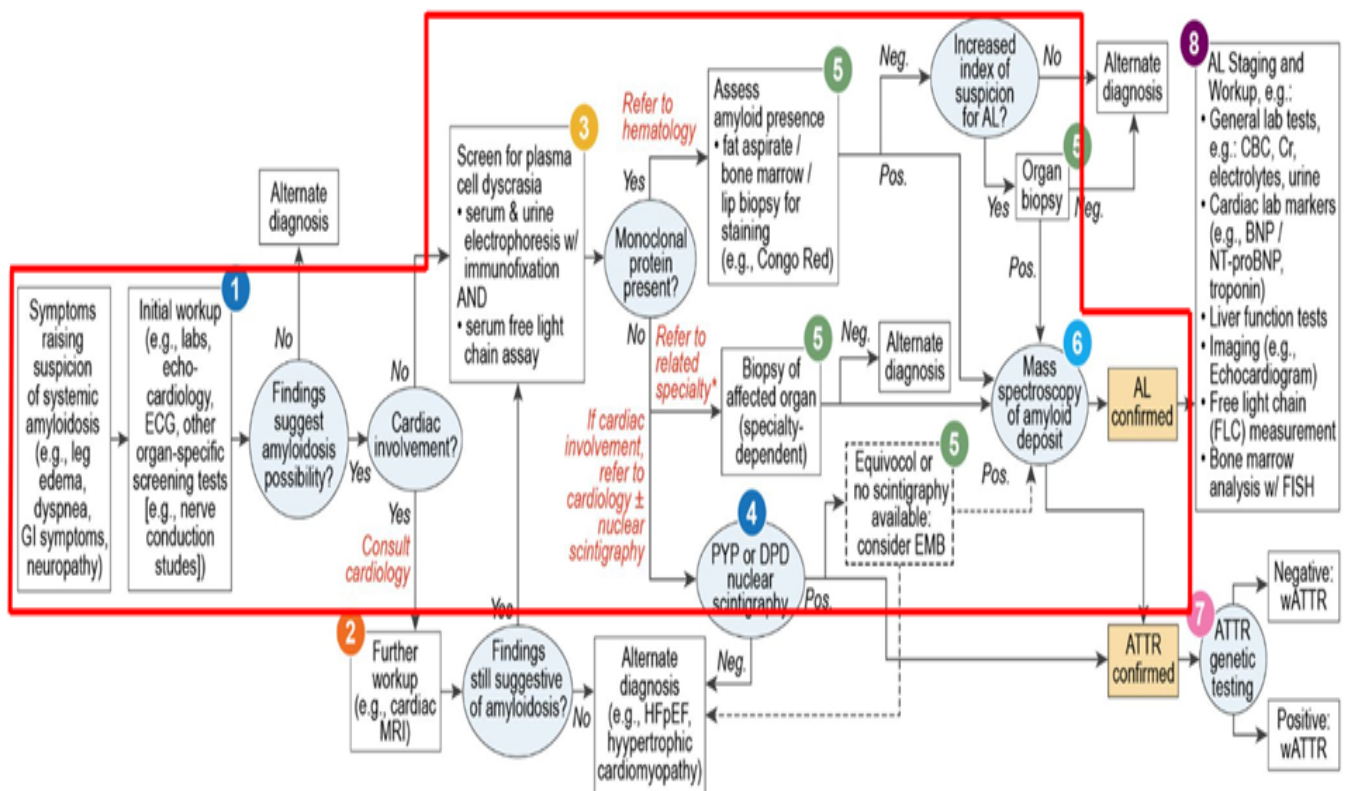 Symptoms
raising
suspicion
of systemic
amyloidosis
(e.g., leg
edema,
dyspnea,
GI symptoms,
neuropathy)
1
Initial workup
(e.g., labs,
echo-
cardiology,
ECG, other
organ-specific
screening tests
[e.g., nerve
conduction
studies])
Alternate
diagnosis
No
Findings
suggest
amyloidosis
possibility?
Yes
Cardiac
involvement?
No
Yes
Consult
cardiology
2
Further
workup
(e.g., cardiac
MRI)
Findings
still suggestive
of amyloidosis?
Yes
No
Alternate
diagnosis
(e.g., HFpEF,
hyypertrophic
cardiomyopathy)
3
Screen for plasma
cell dyscrasia
• serum & urine
electrophoresis w/
immunofixation
AND
• serum free light
chain assay
Monoclonal
protein
present?
Yes
Refer to
hematology
No
Refer to
related
specialty*
If cardiac
involvement,
refer to
cardiology ±
nuclear
scintigraphy
5
Assess
amyloid presence
• fat aspirate /
bone marrow /
lip biopsy for
staining
(e.g., Congo Red)
Neg.
Pos.
Increased
index of
suspicion
for AL?
No
Yes
Alternate
diagnosis
5
Organ
biopsy
Neg.
Pos.
5
Biopsy of
affected organ
(specialty-
dependent)
Neg.
Alternate
diagnosis
Pos.
4
PYP or DPD
nuclear
scintigraphy
Pos.
Neg.
5
Equivocol or
no scintigraphy
available:
consider EMB
6
Mass
spectroscopy
of amyloid
deposit
AL
confirmed
ATTR
confirmed
7
ATTR
genetic
testing
Negative:
wATTR
Positive:
wATTR
8
AL Staging and
Workup, e.g.:
• General lab tests,
e.g.: CBC, Cr,
electrolytes, urine
• Cardiac lab markers
(e.g., BNP /
NT-proBNP,
troponin)
• Liver function tests
• Imaging (e.g.,
Echocardiogram)
• Free light chain
(FLC) measurement
• Bone marrow
analysis w/ FISH